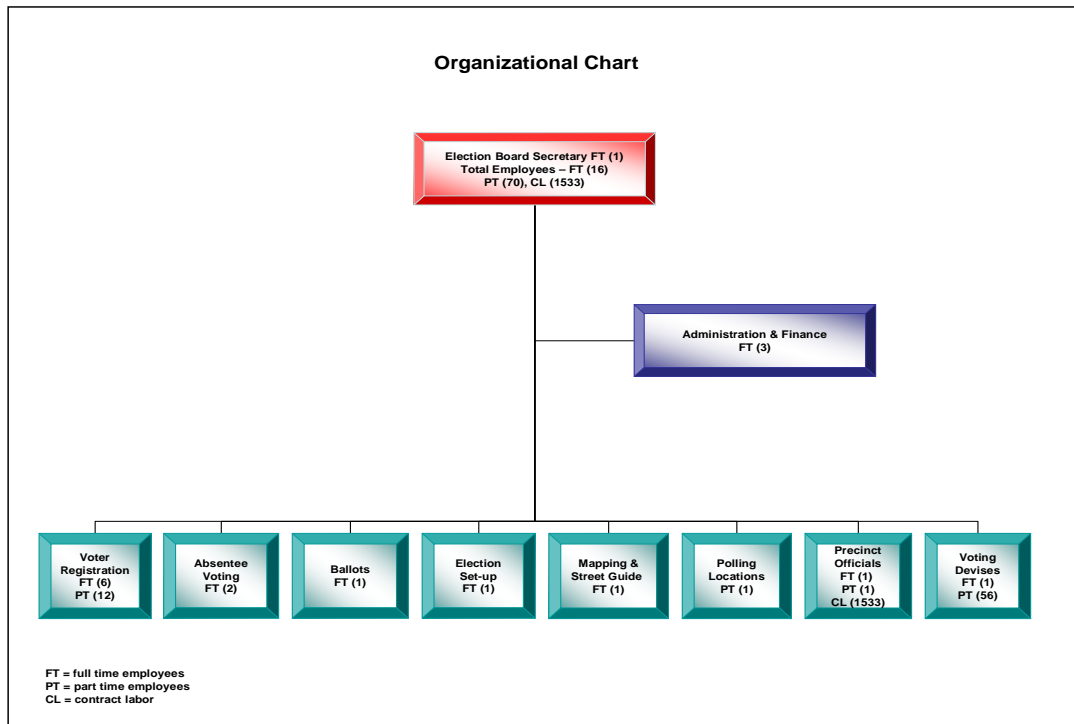 Organizational Chart
Election Board Secretary FT (1)
Total Employees – FT (16)
PT (70), CL (1533)
Administration & Finance
FT (3)
Voter
Registration
FT (6)
PT (12)
Absentee
Voting
FT (2)
Ballots
FT (1)
Election
Set-up
FT (1)
Mapping &
Street Guide
FT (1)
Polling
Locations
PT (1)
Precinct
Officials
FT (1)
PT (1)
CL (1533)
Voting
Devises
FT (1)
PT (56)
FT = full time employees
PT = part time employees
CL = contract labor